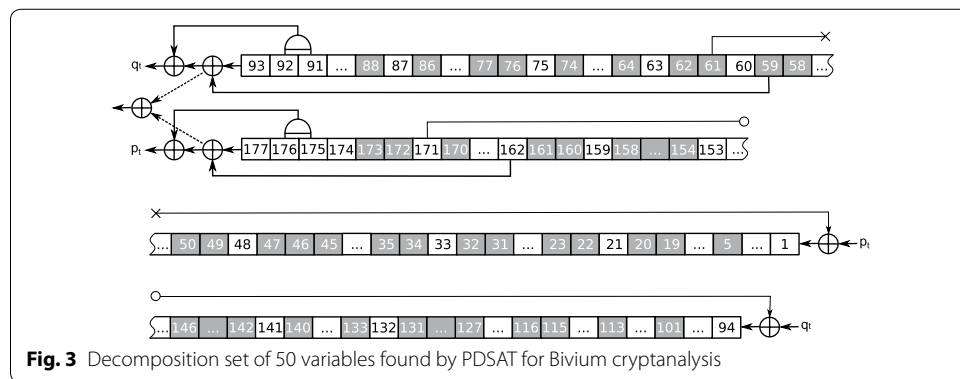 qt 93 92 91 ... 88 87 86 ... 77 76 75 74 ... 64 63 62 61 60 59 58 ...
pt 177 176 175 174 173 172 171 170 ... 162 161 160 159 158 ... 154 153 ...
... 50 49 48 47 46 45 ... 35 34 33 32 31 ... 23 22 21 20 19 ... 5 ... 1 pt
... 146 ... 142 141 140 ... 133 132 131 ... 127 ... 116 115 ... 113 ... 101 ... 94 qt
Fig. 3 Decomposition set of 50 variables found by PDSAT for Bivium cryptanalysis